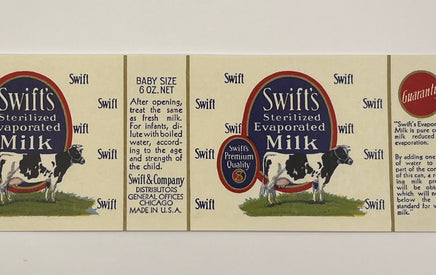 Swift
Swift's
Sterilized
Evaporated
Milk
Swift
Swift
Swift
BABY SIZE
6 OZ. NET
After opening,
treat the same
as fresh milk.
For infants, di-
lute with boiled
water, accord-
ing to the age
and strength of
the child.
Swift & Company
DISTRIBUTORS
GENERAL OFFICES
CHICAGO
MADE IN U.S.A.
Swift
Swift
Swift's
Sterilized
Evaporated
Milk
Swift
Swift
Swift
Swift
Swift's
Premium
Quality
S
Swift
Swift
Guarant
"Swift's Evapor
Milk is pure c
milk reduced
evaporation.
By adding one
of water to
part of the con
of this can, a r
ing milk pr
will be ob
which will n
below the
standard for w
milk."